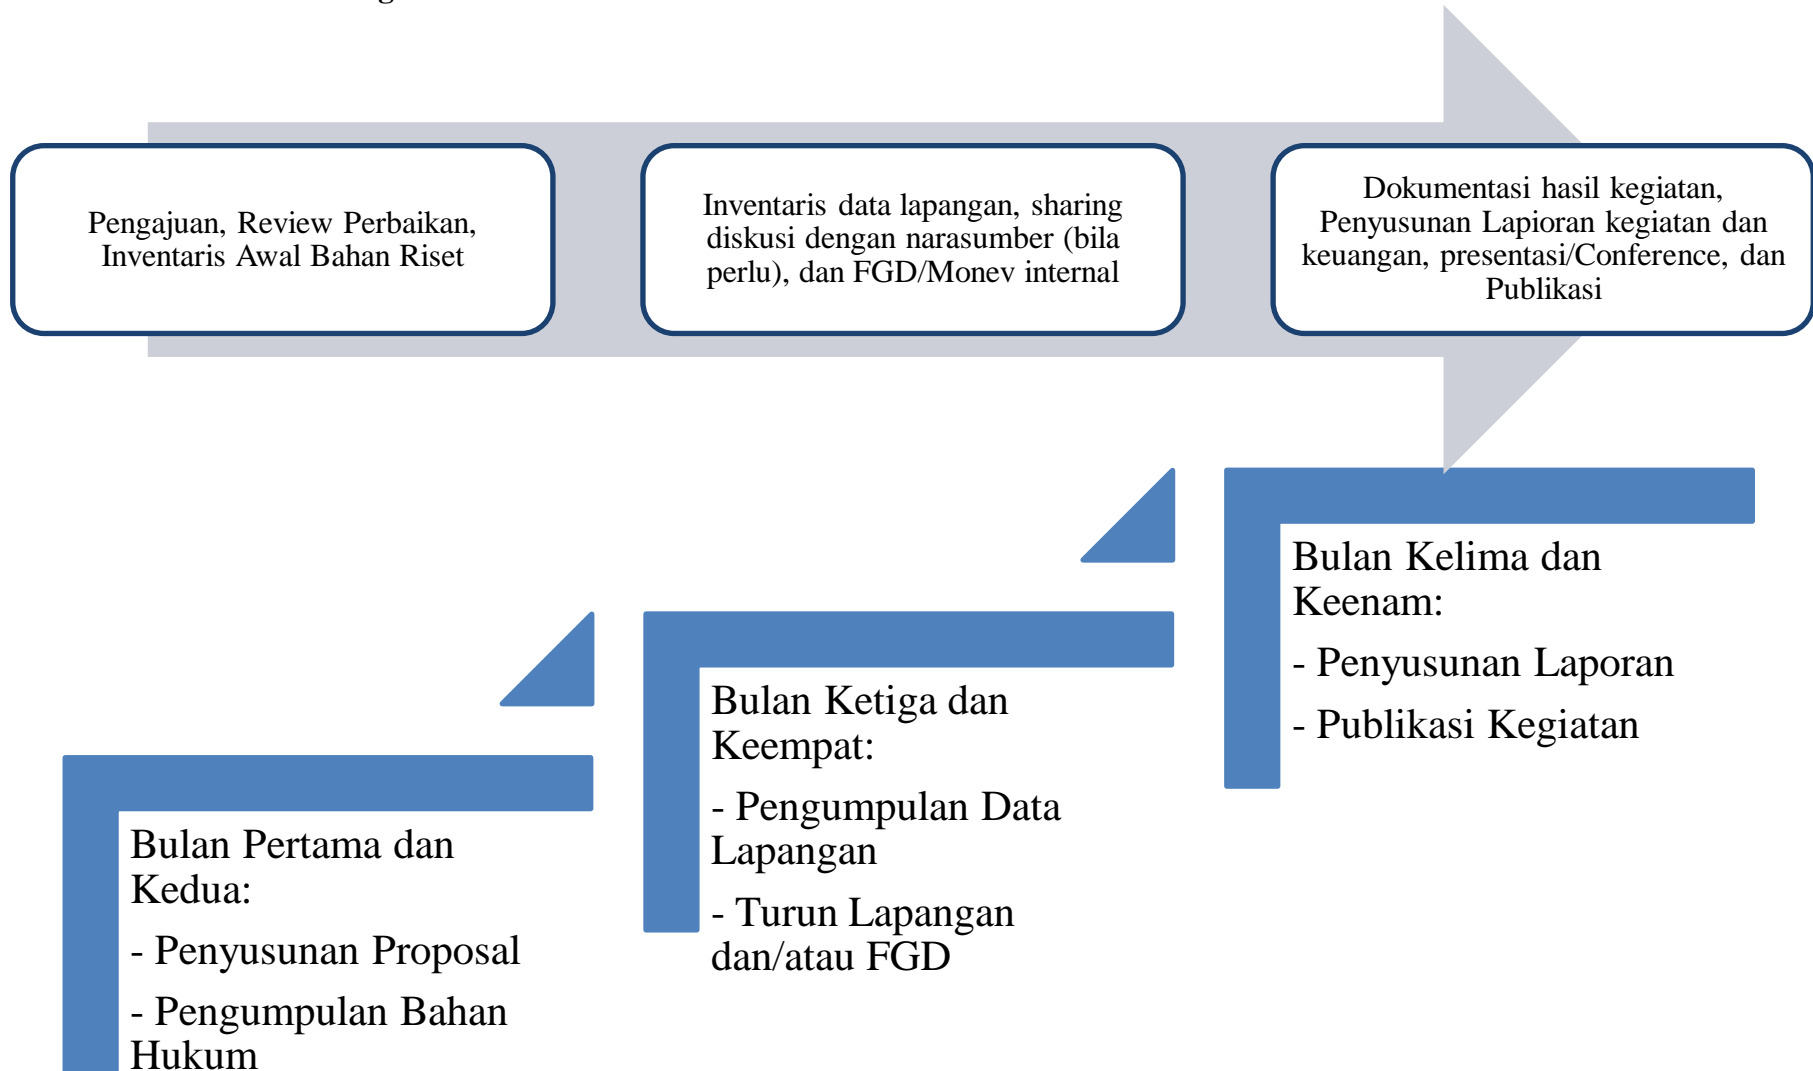 Pengajuan, Review Perbaikan,
Inventaris Awal Bahan Riset
Inventaris data lapangan, sharing
diskusi dengan narasumber (bila
perlu), dan FGD/Monev internal
Dokumentasi hasil kegiatan,
Penyusunan Lapioran kegiatan dan
keuangan, presentasi/Conference, dan
Publikasi
Bulan Pertama dan
Kedua:
- Penyusunan Proposal
- Pengumpulan Bahan
Hukum
Bulan Ketiga dan
Keempat:
- Pengumpulan Data
Lapangan
- Turun Lapangan
dan/atau FGD
Bulan Kelima dan
Keenam:
- Penyusunan Laporan
- Publikasi Kegiatan